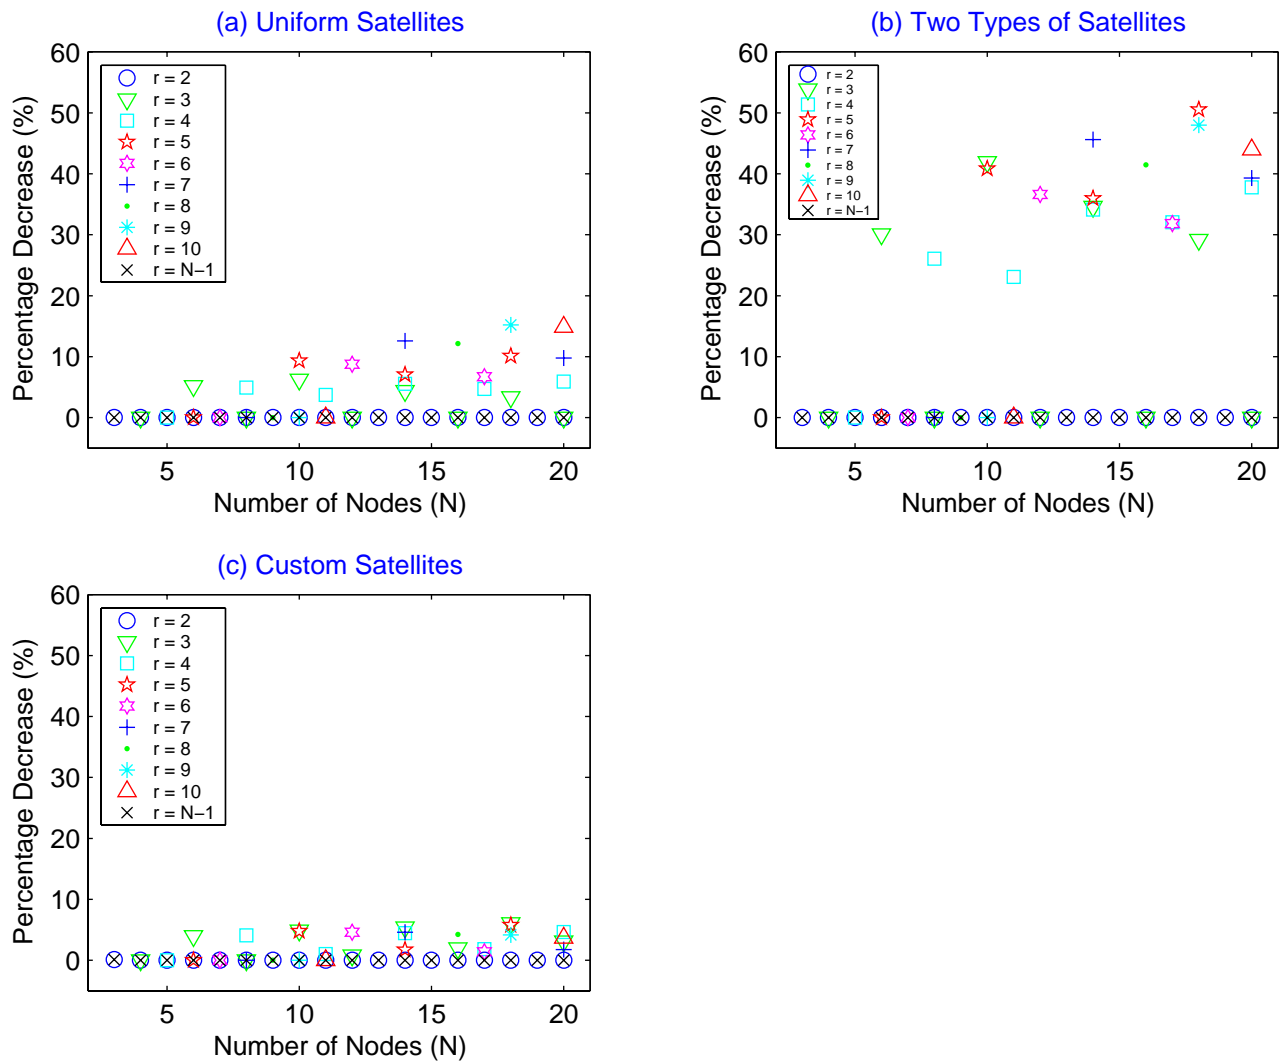 (a) Uniform Satellites
60
50
40
30
20
10
0
Percentage Decrease (%)
r = 2
r = 3
r = 4
r = 5
r = 6
r = 7
r = 8
r = 9
r = 10
r = N−1
5
10
15
20
Number of Nodes (N)
(b) Two Types of Satellites
60
50
40
30
20
10
0
Percentage Decrease (%)
r = 2
r = 3
r = 4
r = 5
r = 6
r = 7
r = 8
r = 9
r = 10
r = N−1
5
10
15
20
Number of Nodes (N)
(c) Custom Satellites
60
50
40
30
20
10
0
Percentage Decrease (%)
r = 2
r = 3
r = 4
r = 5
r = 6
r = 7
r = 8
r = 9
r = 10
r = N−1
5
10
15
20
Number of Nodes (N)